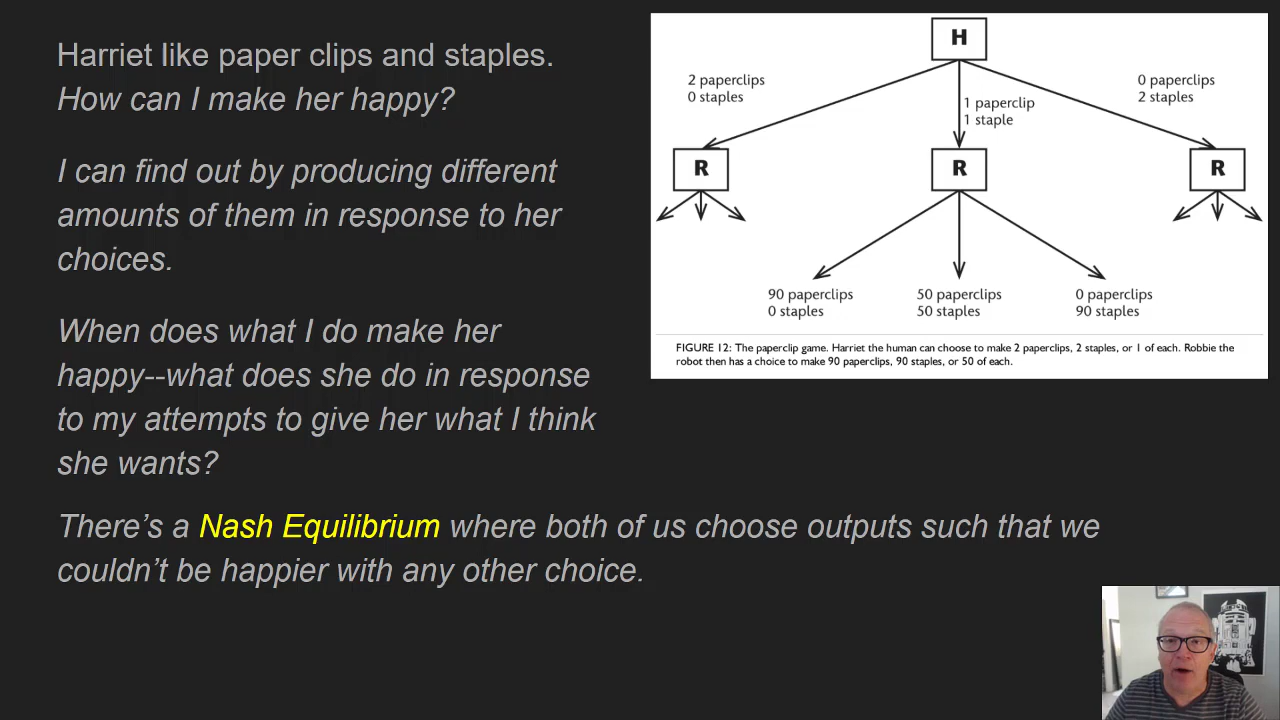 Harriet like paper clips and staples.
How can I make her happy?
I can find out by producing different
amounts of them in response to her
choices.
When does what I do make her
happy--what does she do in response
to my attempts to give her what I think
she wants?
There's a Nash Equilibrium where both of us choose outputs such that we
couldn't be happier with any other choice.
H
2 paperclips
0 staples
1 paperclip
1 staple
0 paperclips
2 staples
R
R
R
90 paperclips
0 staples
50 paperclips
50 staples
0 paperclips
90 staples
FIGURE 12: The paperclip game. Harriet the human can choose to make 2 paperclips, 2 staples, or 1 of each. Robbie the
robot then has a choice to make 90 paperclips, 90 staples, or 50 of each.